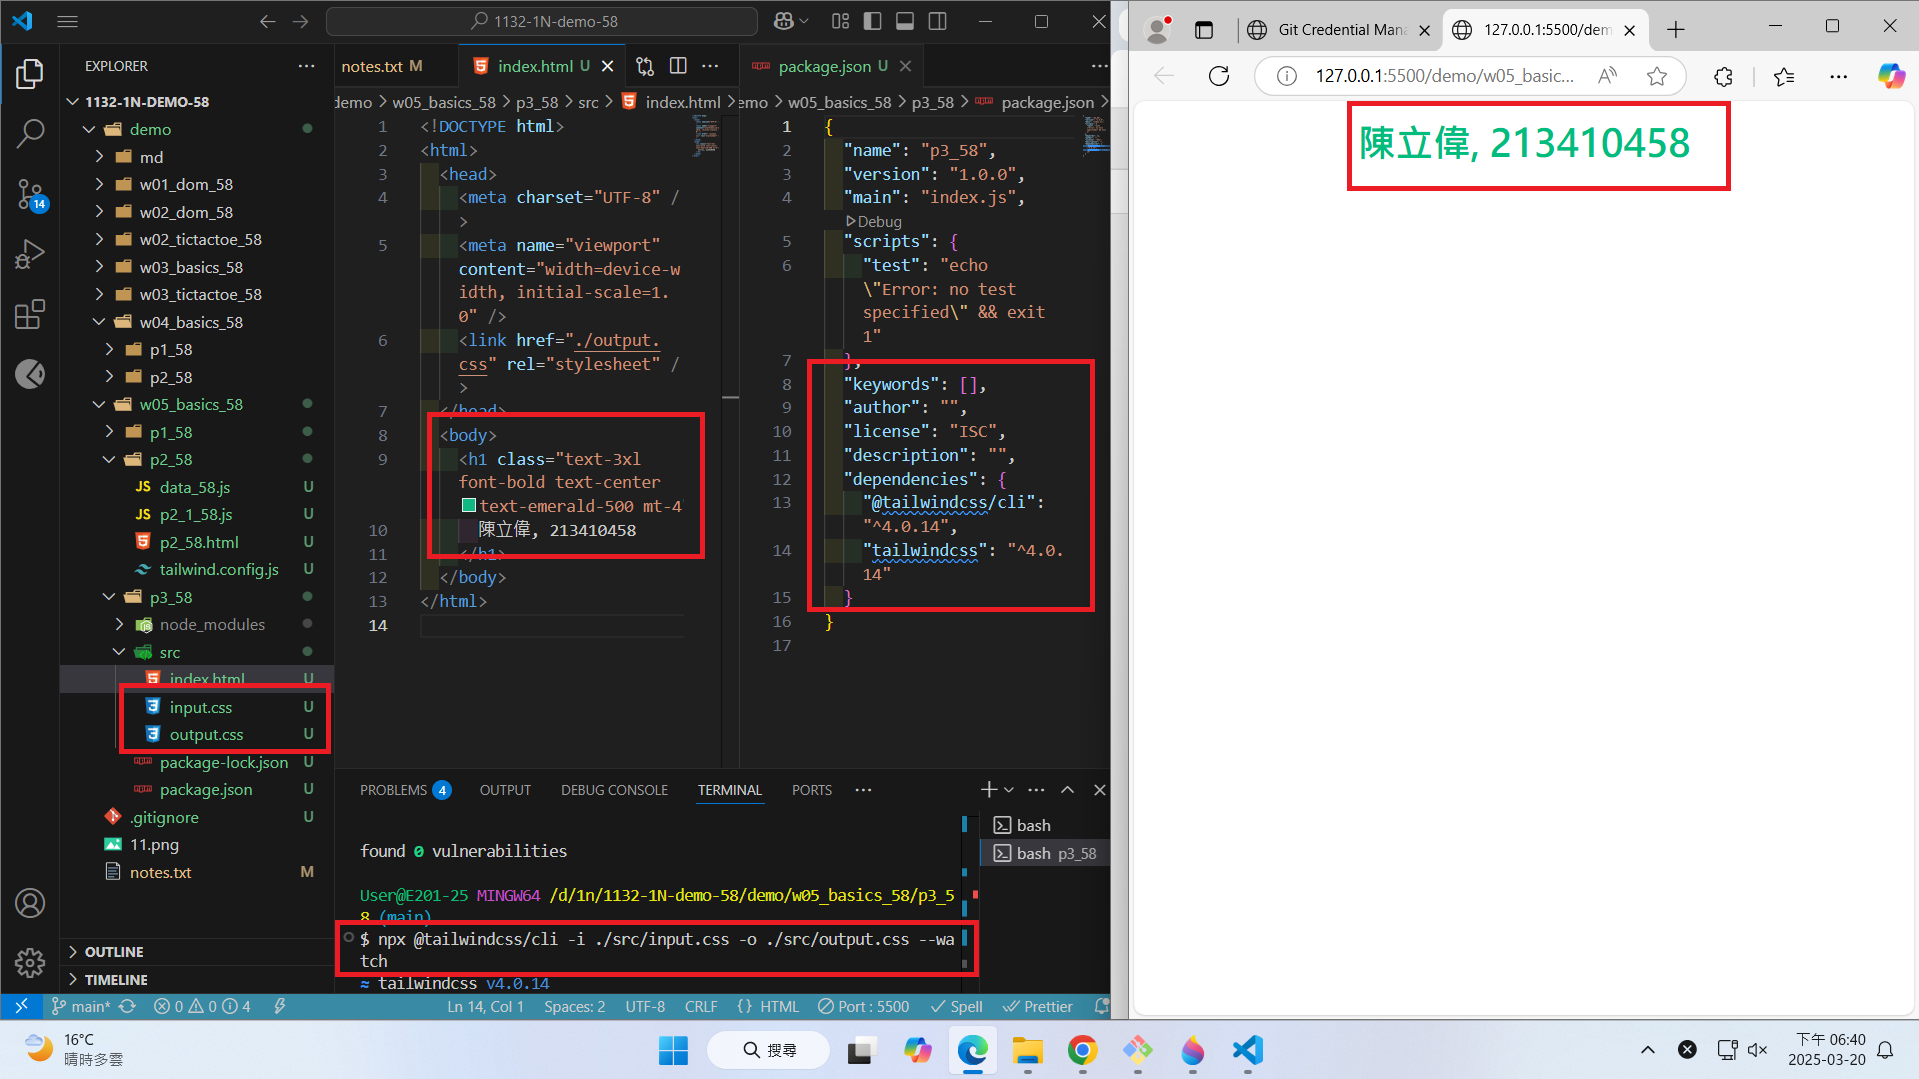 1132-1N-demo-58
EXPLORER
1132-1N-DEMO-58
demo
md
w01_dom_58
w02_dom_58
w02_tictactoe_58
w03_basics_58
w03_tictactoe_58
w04_basics_58
p1_58
p2_58
w05_basics_58
p1_58
p2_58
JS data_58.js U
JS p2_1_58.js U
p2_58.html U
tailwind.config.js U
p3_58
node_modules
src
index.html U
input.css U
output.css U
package-lock.json U
package.json U
.gitignore U
11.png
notes.txt M
OUTLINE
TIMELINE
14
notes.txt M
index.html U
demo > w05_basics_58 > p3_58 > src > index.html >
1 <!DOCTYPE html>
2 <html>
3 <head>
4 <meta charset="UTF-8" /
>
5 <meta name="viewport"
content="width=device-w
idth, initial-scale=1.
0" />
6 <link href="./output.
css" rel="stylesheet" /
>
7 </head>
8 <body>
9 <h1 class="text-3xl
font-bold text-center
text-emerald-500 mt-4
10 陳立偉, 213410458
11 </h1>
12 </body>
13 </html>
14
package.json U
emo > w05_basics_58 > p3_58 > package.json >
1 {
2 "name": "p3_58",
3 "version": "1.0.0",
4 "main": "index.js",
Debug
5 "scripts": {
6 "test": "echo
\"Error: no test
specified\" && exit
1"
7 },
8 "keywords": [],
9 "author": "",
10 "license": "ISC",
11 "description": "",
12 "dependencies": {
13 "@tailwindcss/cli":
"^4.0.14",
14 "tailwindcss": "^4.0.
14"
15 }
16 }
17
PROBLEMS 4 OUTPUT DEBUG CONSOLE TERMINAL PORTS
found 0 vulnerabilities
User@E201-25 MINGW64 /d/1n/1132-1N-demo-58/demo/w05_basics_58/p3_5
8 (main)
$ npx @tailwindcss/cli -i ./src/input.css -o ./src/output.css --wa
tch
≈ tailwindcss v4.0.14
bash
bash p3_58
main* 0 0 4 Ln 14, Col 1 Spaces: 2 UTF-8 CRLF {} HTML Port : 5500 Spell Prettier
Git Credential Mana
127.0.0.1:5500/dem
127.0.0.1:5500/demo/w05_basic...
陳立偉, 213410458
16°C
晴時多雲
搜尋
下午 06:40
2025-03-20